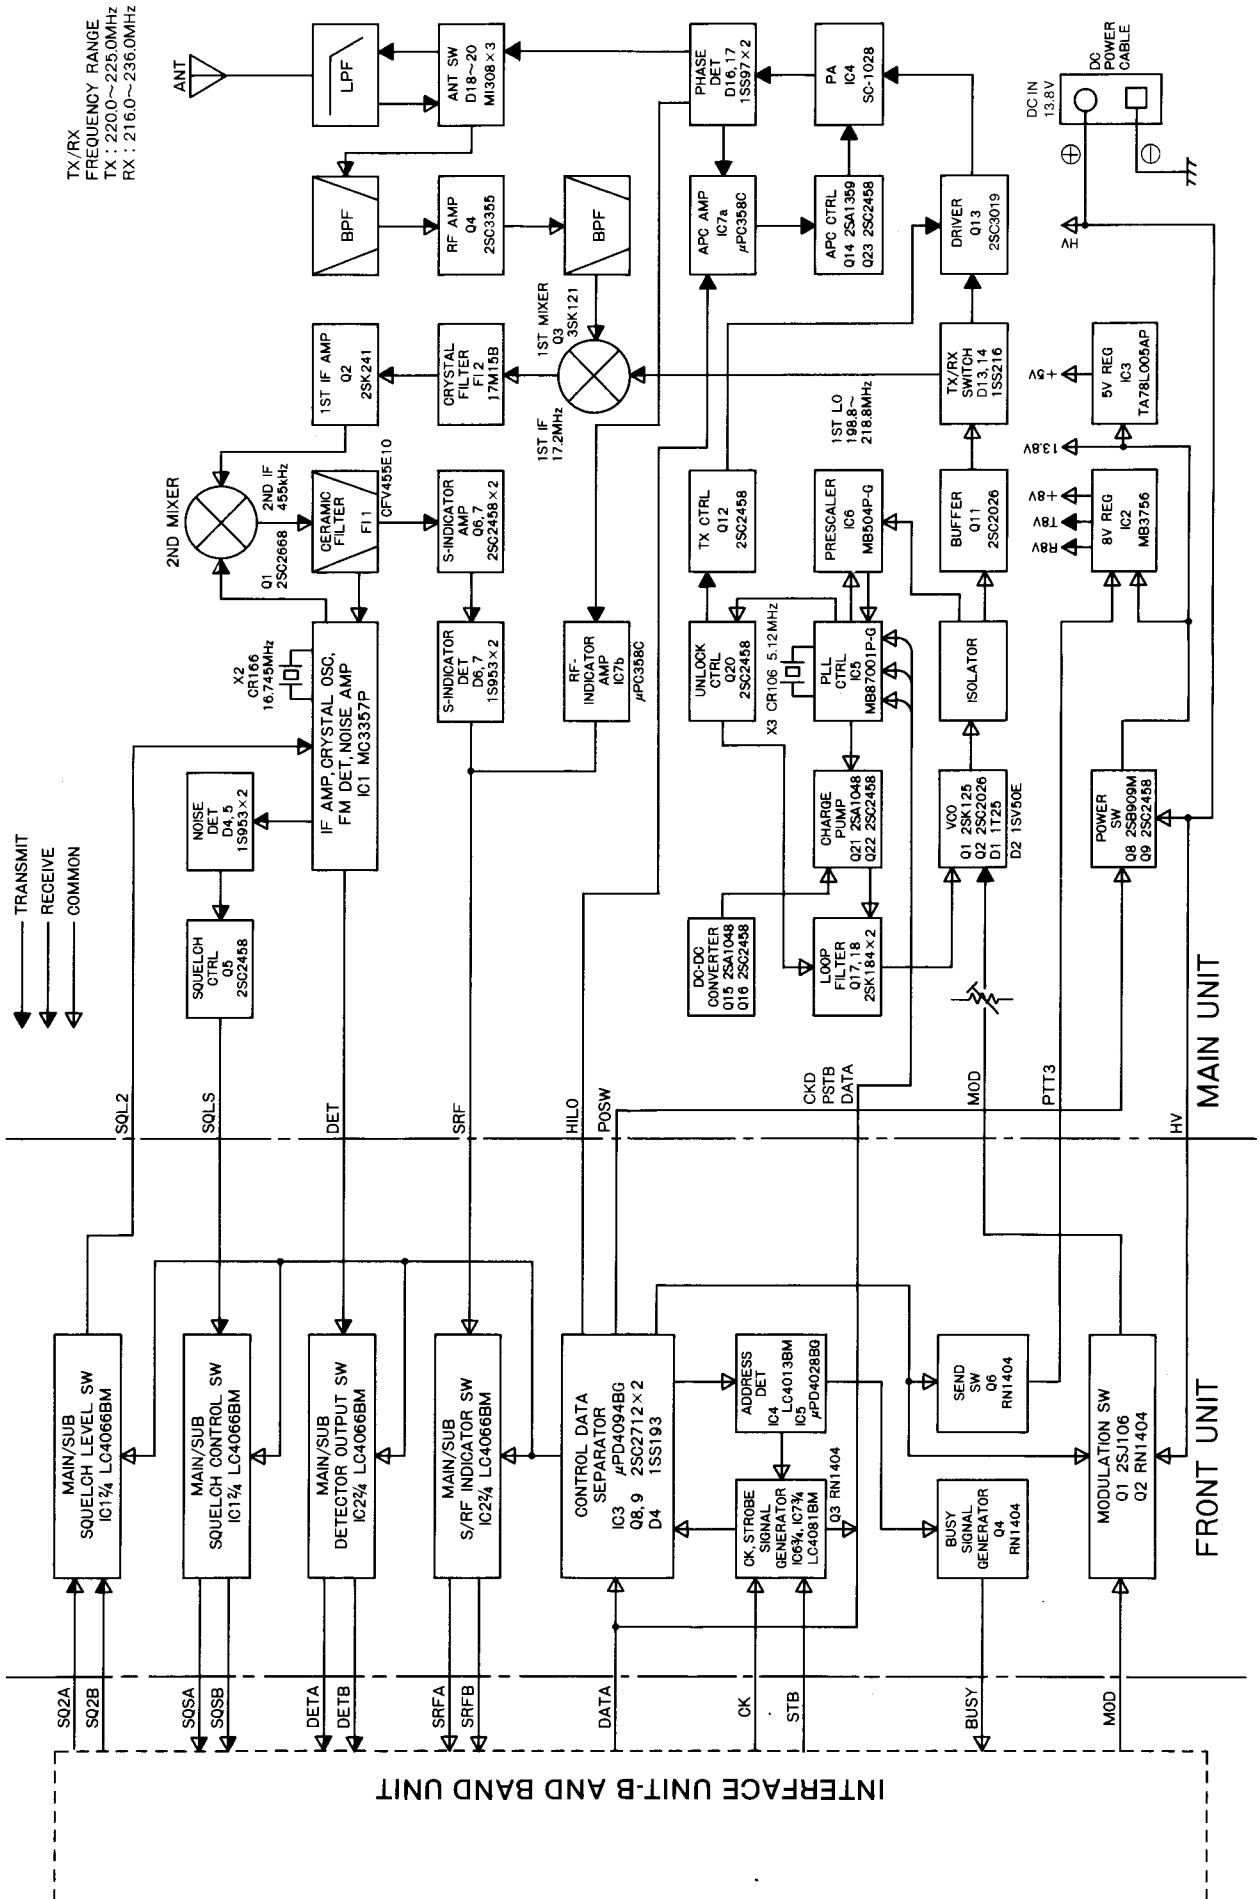 TX/RX
FREQUENCY RANGE
TX : 220.0～225.0MHz
RX : 216.0～236.0MHz
TRANSMIT
RECEIVE
COMMON
ANT
LPF
ANT SW
D18～20
MI308×3
BPF
RF AMP
Q4
2SC3355
BPF
1ST MIXER
Q3
3SK121
1ST IF
17.2MHz
CRYSTAL
FILTER
FI2
17M15B
1ST IF AMP
Q2
2SK241
2ND MIXER
Q1
2SC2668
2ND IF
455kHz
CERAMIC
FILTER
FI1
CFV455E10
S-INDICATOR
AMP
Q6,7
2SC2458×2
S-INDICATOR
DET
D6,7
1S953×2
RF-
INDICATOR
AMP
IC7b
μPC358C
X2
CR166
16.745MHz
IF AMP,CRYSTAL OSC,
FM DET,NOISE AMP
IC1 MC3357P
NOISE
DET
D4,5
1S953×2
SQUELCH
CTRL
Q5
2SC2458
PHASE
DET
D16,17
1SS97×2
PA
IC4
SC-1028
APC AMP
IC7a
μPC358C
APC CTRL
Q14 2SA1359
Q23 2SC2458
DRIVER
Q13
2SC3019
TX/RX
SWITCH
D13,14
1SS216
1ST LO
198.8～
218.8MHz
TX CTRL
Q12
2SC2458
PRESCALER
IC6
MB504P-G
BUFFER
Q11
2SC2026
UNLOCK
CTRL
Q20
2SC2458
X3 CR106 5.12MHz
PLL
CTRL
IC5
MB87001P-G
ISOLATOR
CHARGE
PUMP
Q21 2SA1048
Q22 2SC2458
VCO
Q1 2SK125
Q2 2SC2026
D1 1T25
D2 1SV50E
DC-DC
CONVERTER
Q15 2SA1048
Q16 2SC2458
LOOP
FILTER
Q17,18
2SK184×2
DC IN
13.8V
DC
POWER
CABLE
⊕
⊖
HV
5V REG
IC3
TA78L005AP
+5V
13.8V
8V REG
IC2
MB3756
+8V
T8V
R8V
POWER
SW
Q8 2SB909M
Q9 2SC2458
MAIN UNIT
SQL2
SQLS
DET
SRF
HILO
POSW
CKD
PSTB
DATA
MOD
PTT3
HV
MAIN/SUB
SQUELCH LEVEL SW
IC1 2/4 LC4066BM
MAIN/SUB
SQUELCH CONTROL SW
IC1 2/4 LC4066BM
MAIN/SUB
DETECTOR OUTPUT SW
IC2 2/4 LC4066BM
MAIN/SUB
S/RF INDICATOR SW
IC2 2/4 LC4066BM
CONTROL DATA
SEPARATOR
IC3 μPD4094BG
Q8,9 2SC2712×2
D4 1SS193
ADDRESS
DET
IC4 LC4013BM
IC5 μPD4028BG
CK,STROBE
SIGNAL
GENERATOR
IC6 3/4, IC7 3/4
LC4081BM
Q3 RN1404
SEND
SW
Q6
RN1404
BUSY
SIGNAL
GENERATOR
Q4
RN1404
MODULATION SW
Q1 2SJ106
Q2 RN1404
FRONT UNIT
SQ2A
SQ2B
SQSA
SQSB
DETA
DETB
SRFA
SRFB
DATA
CK
STB
BUSY
MOD
INTERFACE UNIT-B AND BAND UNIT